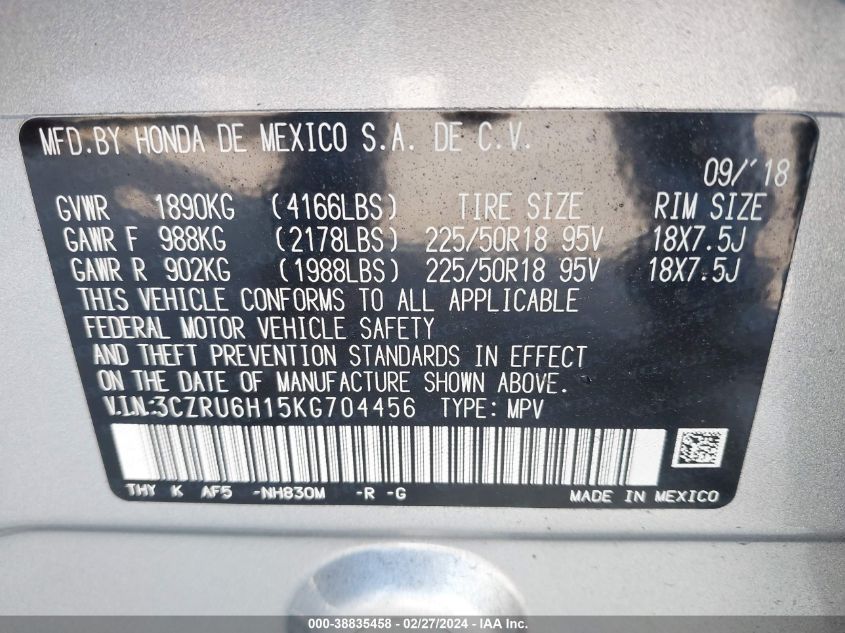 MFD.BY HONDA DE MEXICO S.A. DE C.V.
09/'18
GVWR 1890KG (4166LBS) TIRE SIZE RIM SIZE
GAWR F 988KG (2178LBS) 225/50R18 95V 18X7.5J
GAWR R 902KG (1988LBS) 225/50R18 95V 18X7.5J
THIS VEHICLE CONFORMS TO ALL APPLICABLE
FEDERAL MOTOR VEHICLE SAFETY
AND THEFT PREVENTION STANDARDS IN EFFECT
ON THE DATE OF MANUFACTURE SHOWN ABOVE.
V.I.N:3CZRU6H15KG704456 TYPE: MPV
THY K AF5 -NH830M -R -G MADE IN MEXICO
000-38835458 - 02/27/2024 - IAA Inc.